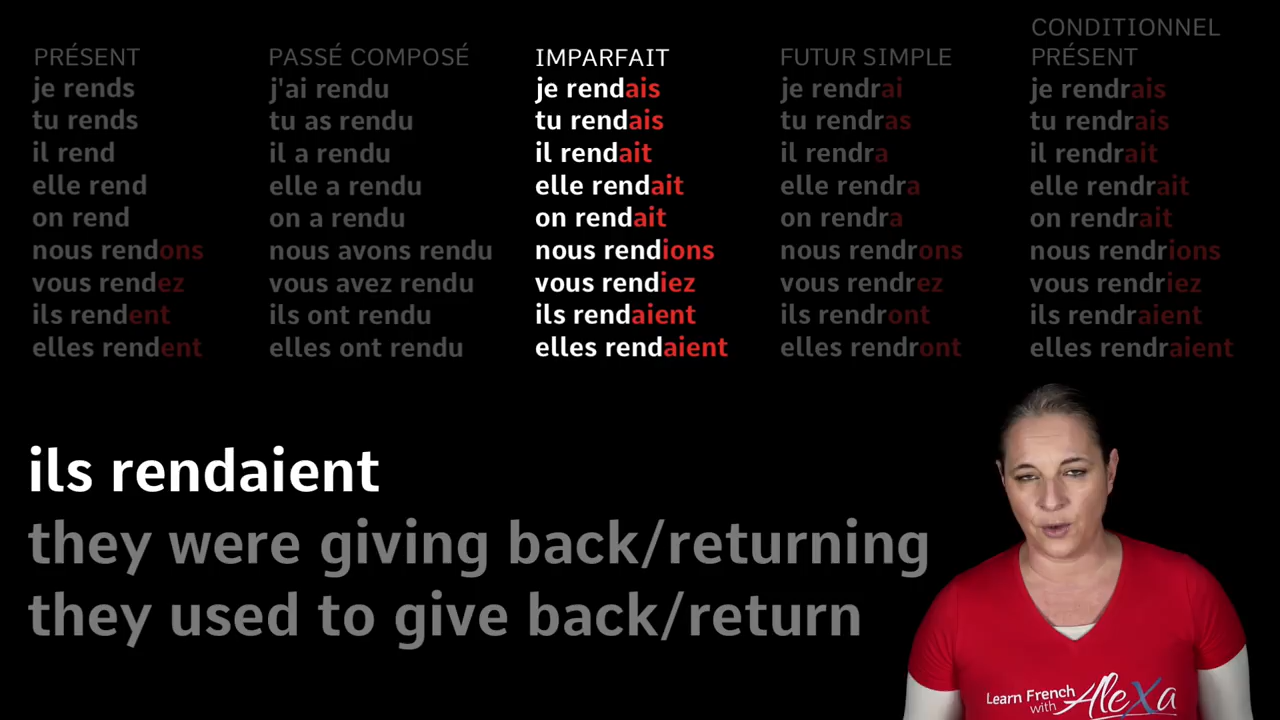 PRÉSENT
je rends
tu rends
il rend
elle rend
on rend
nous rendons
vous rendez
ils rendent
elles rendent
PASSÉ COMPOSÉ
j'ai rendu
tu as rendu
il a rendu
elle a rendu
on a rendu
nous avons rendu
vous avez rendu
ils ont rendu
elles ont rendu
IMPARFAIT
je rendais
tu rendais
il rendait
elle rendait
on rendait
nous rendions
vous rendiez
ils rendaient
elles rendaient
FUTUR SIMPLE
je rendrai
tu rendras
il rendra
elle rendra
on rendra
nous rendrons
vous rendrez
ils rendront
elles rendront
CONDITIONNEL
PRÉSENT
je rendrais
tu rendrais
il rendrait
elle rendrait
on rendrait
nous rendrions
vous rendriez
ils rendraient
elles rendraient
ils rendaient
they were giving back/returning
they used to give back/return
Learn French
with Alexa